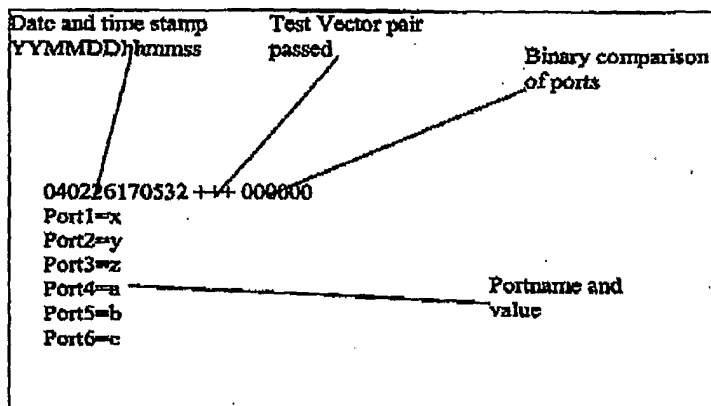 Date and time stamp
YYMMDDhhmmss
Test Vector pair
passed
Binary comparison
of ports
040226170532 +++ 000000
Port1=x
Port2=y
Port3=z
Port4=a
Port5=b
Port6=c
Portname and
value